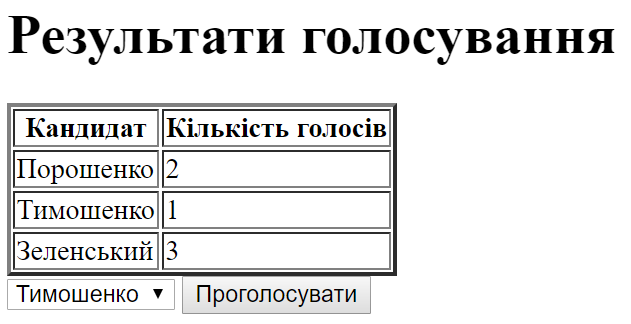 Результати голосування
Кандидат Кількість голосів
Порошенко 2
Тимошенко 1
Зеленський 3
Тимошенко ▼ Проголосувати